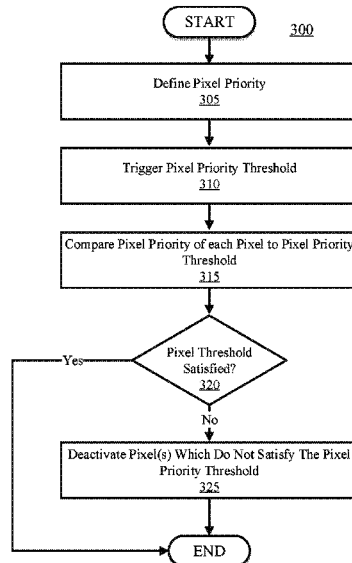 START
300
Define Pixel Priority
305
Trigger Pixel Priority Threshold
310
Compare Pixel Priority of each Pixel to Pixel Priority
Threshold
315
Pixel Threshold
Satisfied?
320
Yes
No
Deactivate Pixel(s) Which Do Not Satisfy The Pixel
Priority Threshold
325
END